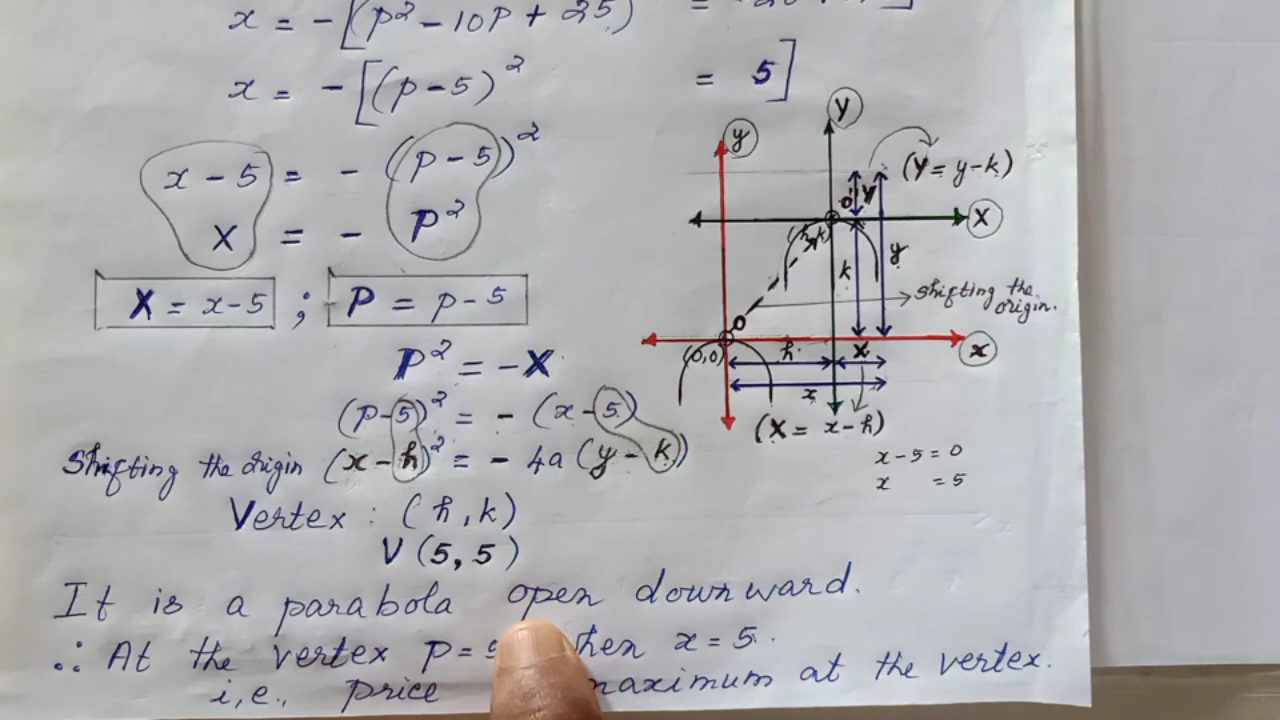 x = -[(p² - 10p + 25)
x = -[(p-5)² = 5]
x - 5 = - (p - 5)²
X = - P²
X = x-5 ; P = p-5
P² = -X
(p-5)² = - (x-5)
Shifting the origin (x-h)² = - 4a (y-k)
Vertex : (h,k)
V (5,5)
It is a parabola open downward.
∴ At the vertex p = when x = 5.
i,e., price maximum at the vertex.
y
Y
(Y = y-k)
o' Y
X
(h,k)
k
y
shifting the
origin.
O
(0,0)
h
X
x
x
(X = x-h)
x-5 = 0
x = 5